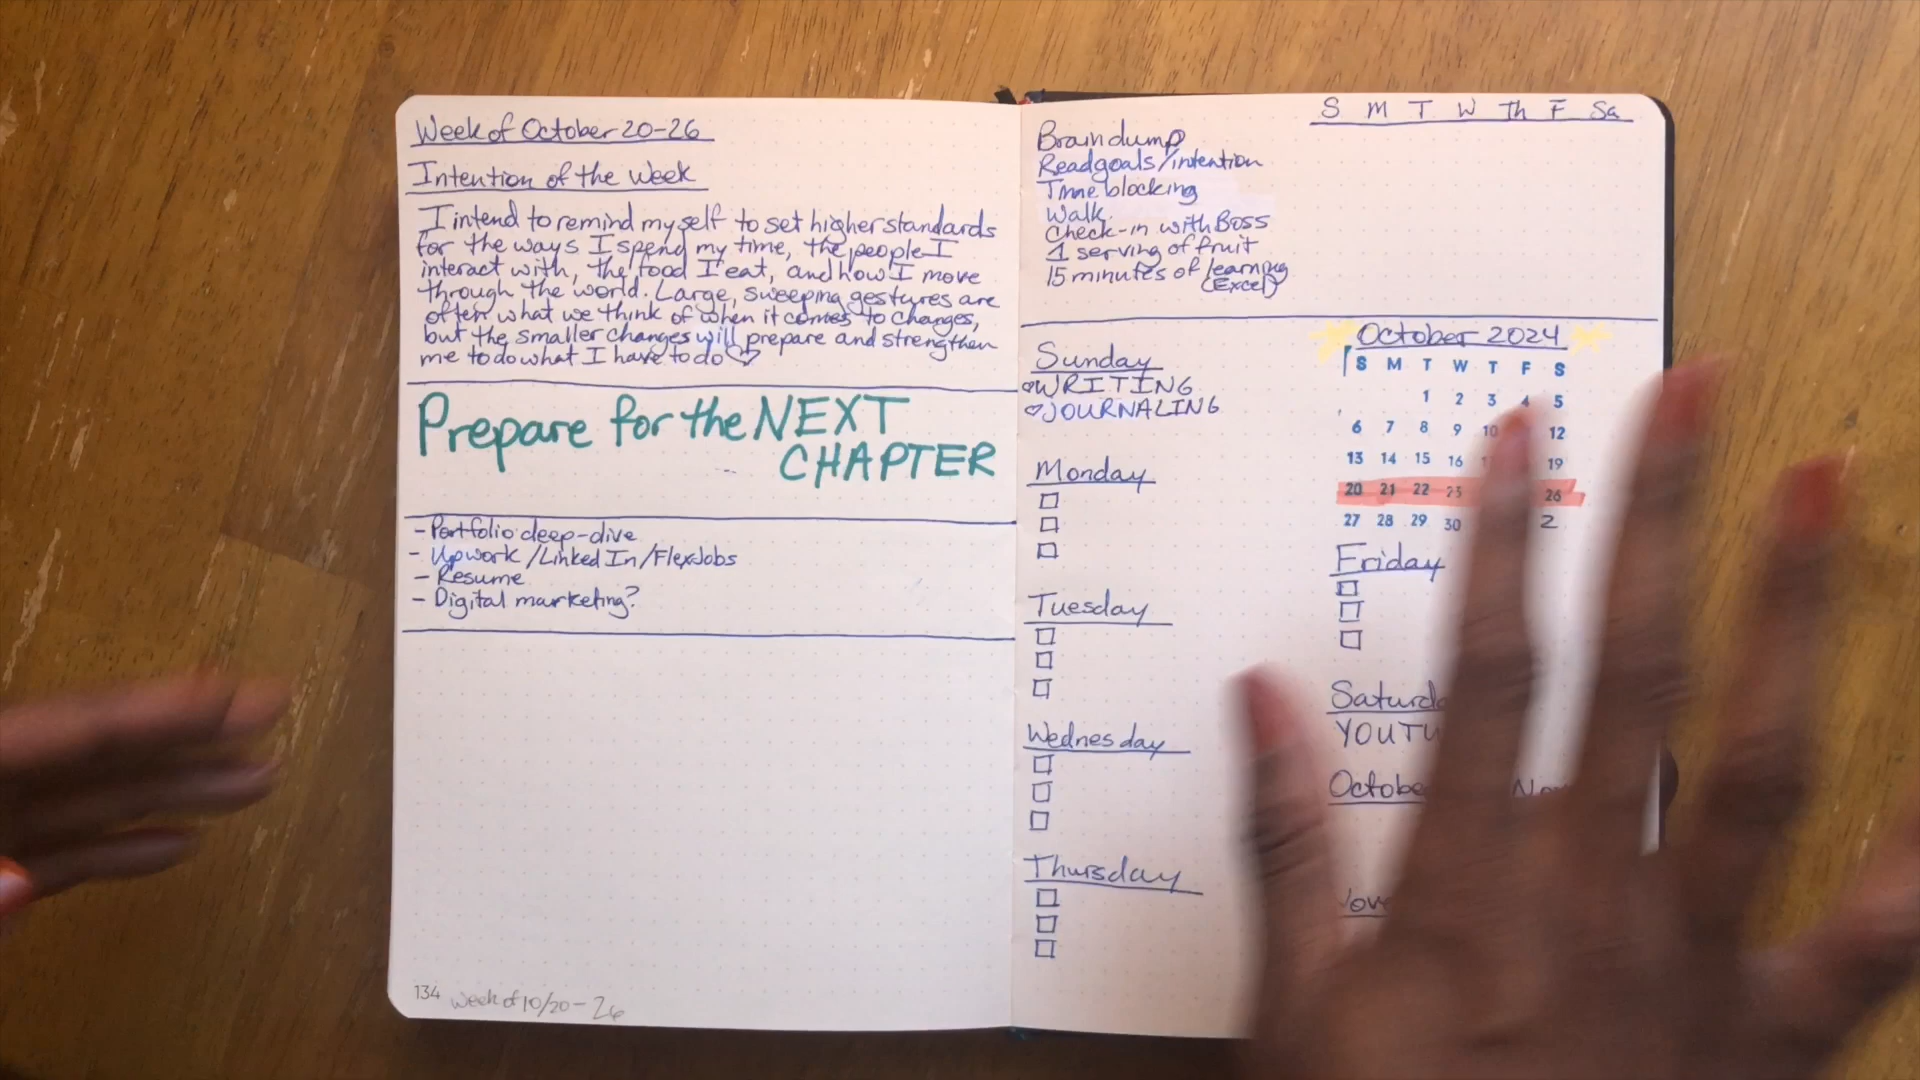 Week of October 20-26
Intention of the Week
I intend to remind myself to set higher standards
for the ways I spend my time, the people I
interact with, the food I eat, and how I move
through the world. Large, sweeping gestures are
often what we think of when it comes to changes,
but the smaller changes will prepare and strengthen
me to do what I have to do
Prepare for the NEXT
CHAPTER
- Portfolio deep-dive
- Upwork/LinkedIn/FlexJobs
- Resume
- Digital marketing?
134 Week of 10/20-26
S M T W Th F Sa
Braindump
Read goals/intention
Time blocking
Walk
Check-in with Boss
1 serving of fruit
15 minutes of learning
(Excel)
Sunday
WRITING
JOURNALING
Monday
Tuesday
Wednesday
Thursday
October 2024
S M T W T F S
1 2 3 4 5
6 7 8 9 10 12
13 14 15 16 19
20 21 22 23 26
27 28 29 30 2
Friday